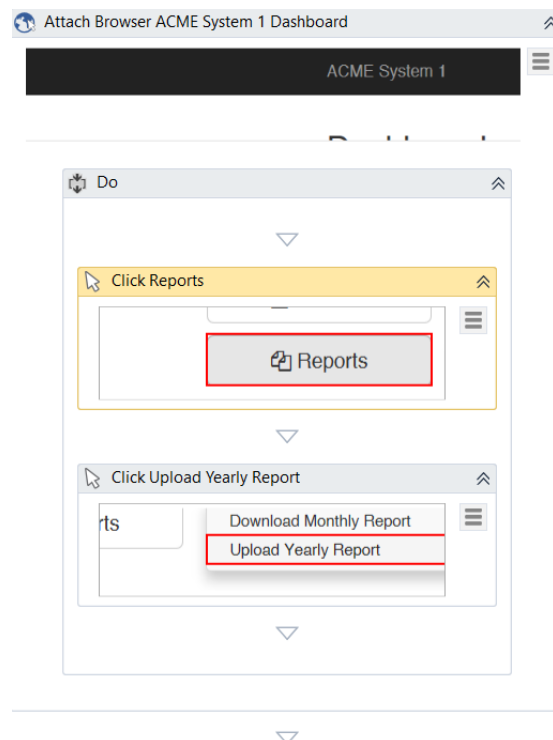 Attach Browser ACME System 1 Dashboard
ACME System 1
Do
Click Reports
Reports
Click Upload Yearly Report
rts
Download Monthly Report
Upload Yearly Report